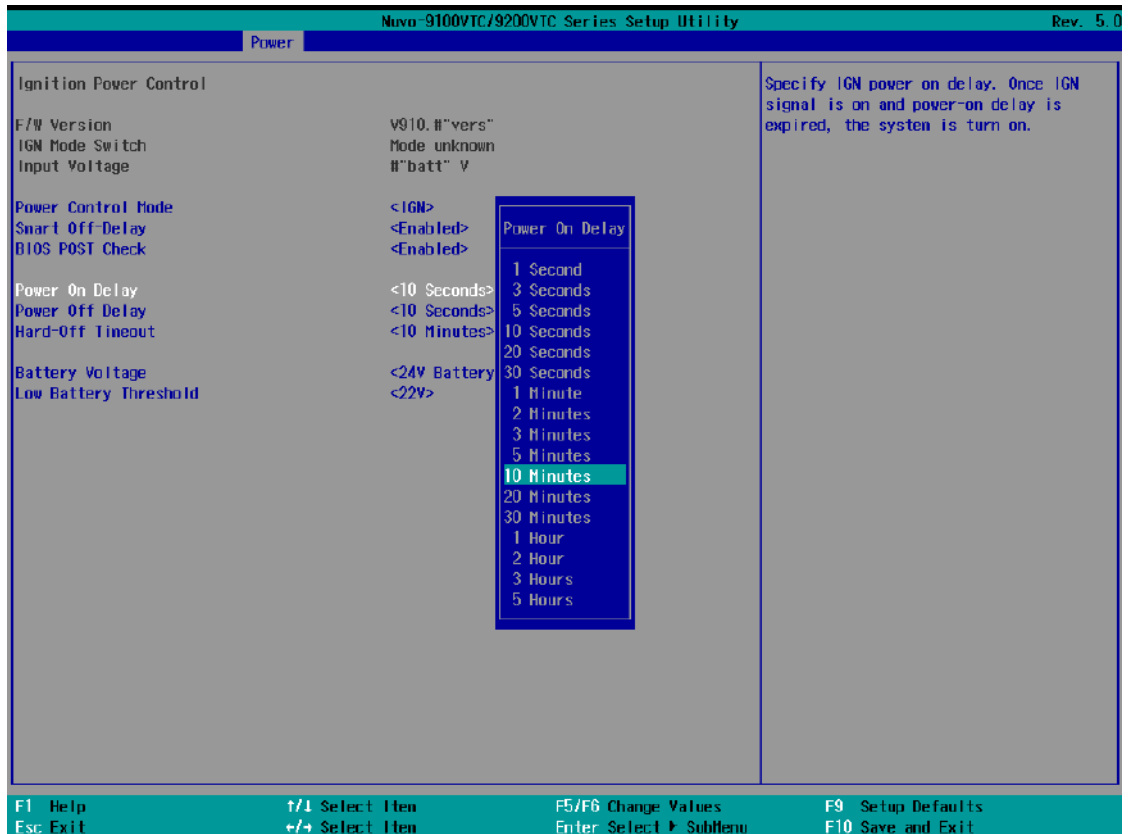 Nuvo-9100VTC/9200VTC Series Setup Utility Rev. 5.0
Power
Ignition Power Control
F/W Version V910.#"vers"
IGN Mode Switch Mode unknown
Input Voltage #"batt" V
Power Control Mode <IGN>
Smart Off-Delay <Enabled>
BIOS POST Check <Enabled>
Power On Delay <10 Seconds>
Power Off Delay <10 Seconds>
Hard-Off Timeout <10 Minutes>
Battery Voltage <24V Battery
Low Battery Threshold <22V>
Power On Delay
1 Second
3 Seconds
5 Seconds
10 Seconds
20 Seconds
30 Seconds
1 Minute
2 Minutes
3 Minutes
5 Minutes
10 Minutes
20 Minutes
30 Minutes
1 Hour
2 Hour
3 Hours
5 Hours
Specify IGN power on delay. Once IGN
signal is on and power-on delay is
expired, the systen is turn on.
F1 Help ↑/↓ Select Item F5/F6 Change Values F9 Setup Defaults
Esc Exit ←/→ Select Item Enter Select ▶ SubMenu F10 Save and Exit